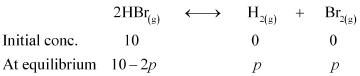 2HBr(g) ⟷ H2(g) + Br2(g)
Initial conc. 10 0 0
At equilibrium 10 – 2p p p